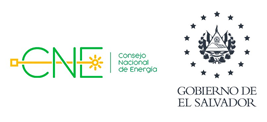 CNE
Consejo
Nacional
de Energía
GOBIERNO DE
EL SALVADOR